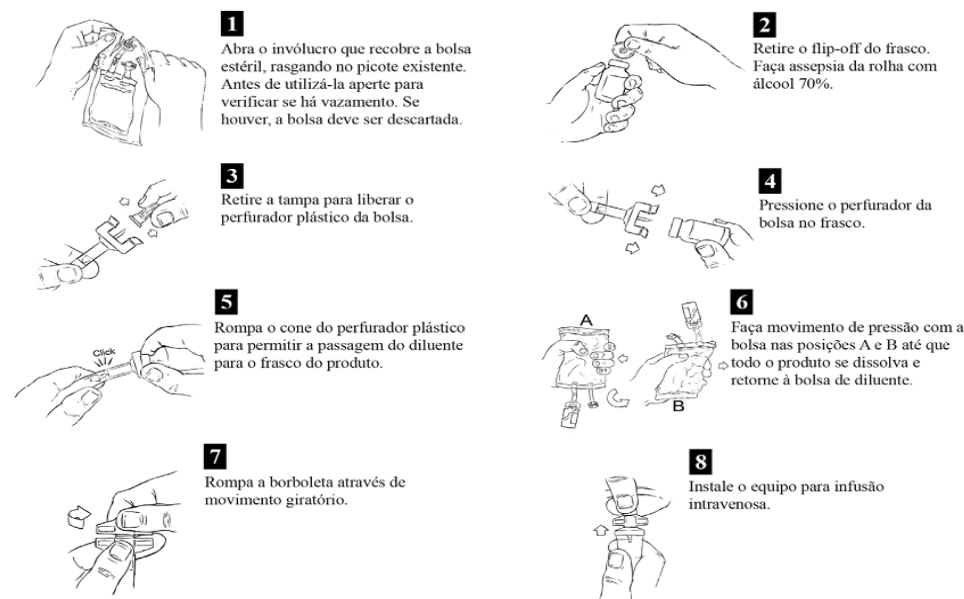 1
Abra o invólucro que recobre a bolsa
estéril, rasgando no picote existente.
Antes de utilizá-la aperte para
verificar se há vazamento. Se
houver, a bolsa deve ser descartada.
2
Retire o flip-off do frasco.
Faça assepsia da rolha com
álcool 70%.
3
Retire a tampa para liberar o
perfurador plástico da bolsa.
4
Pressione o perfurador da
bolsa no frasco.
5
Rompa o cone do perfurador plástico
para permitir a passagem do diluente
para o frasco do produto.
Click
6
Faça movimento de pressão com a
bolsa nas posições A e B até que
todo o produto se dissolva e
retorne à bolsa de diluente.
A
B
7
Rompa a borboleta através de
movimento giratório.
8
Instale o equipo para infusão
intravenosa.